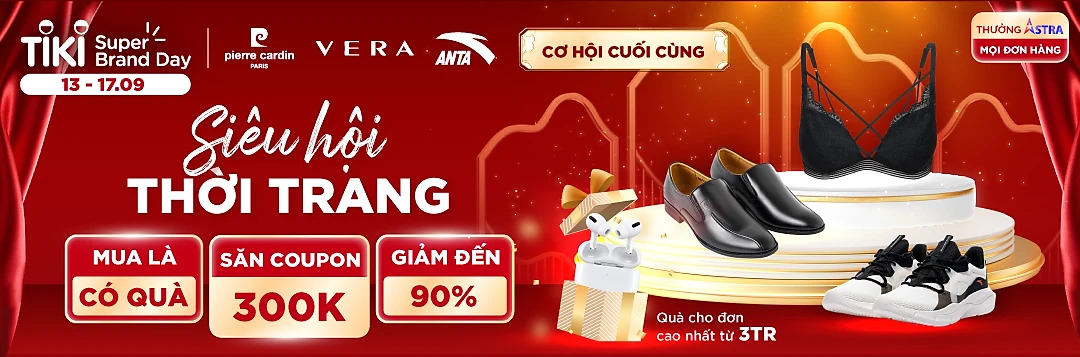 TIKI Super
Brand Day
13 - 17.09
pierre cardin
PARIS
VERA
ANTA
CƠ HỘI CUỐI CÙNG
THƯỞNG ASTRA
MỌI ĐƠN HÀNG
Siêu hội
THỜI TRANG
MUA LÀ
CÓ QUÀ
SĂN COUPON
300K
GIẢM ĐẾN
90%
Quà cho đơn
cao nhất từ 3TR